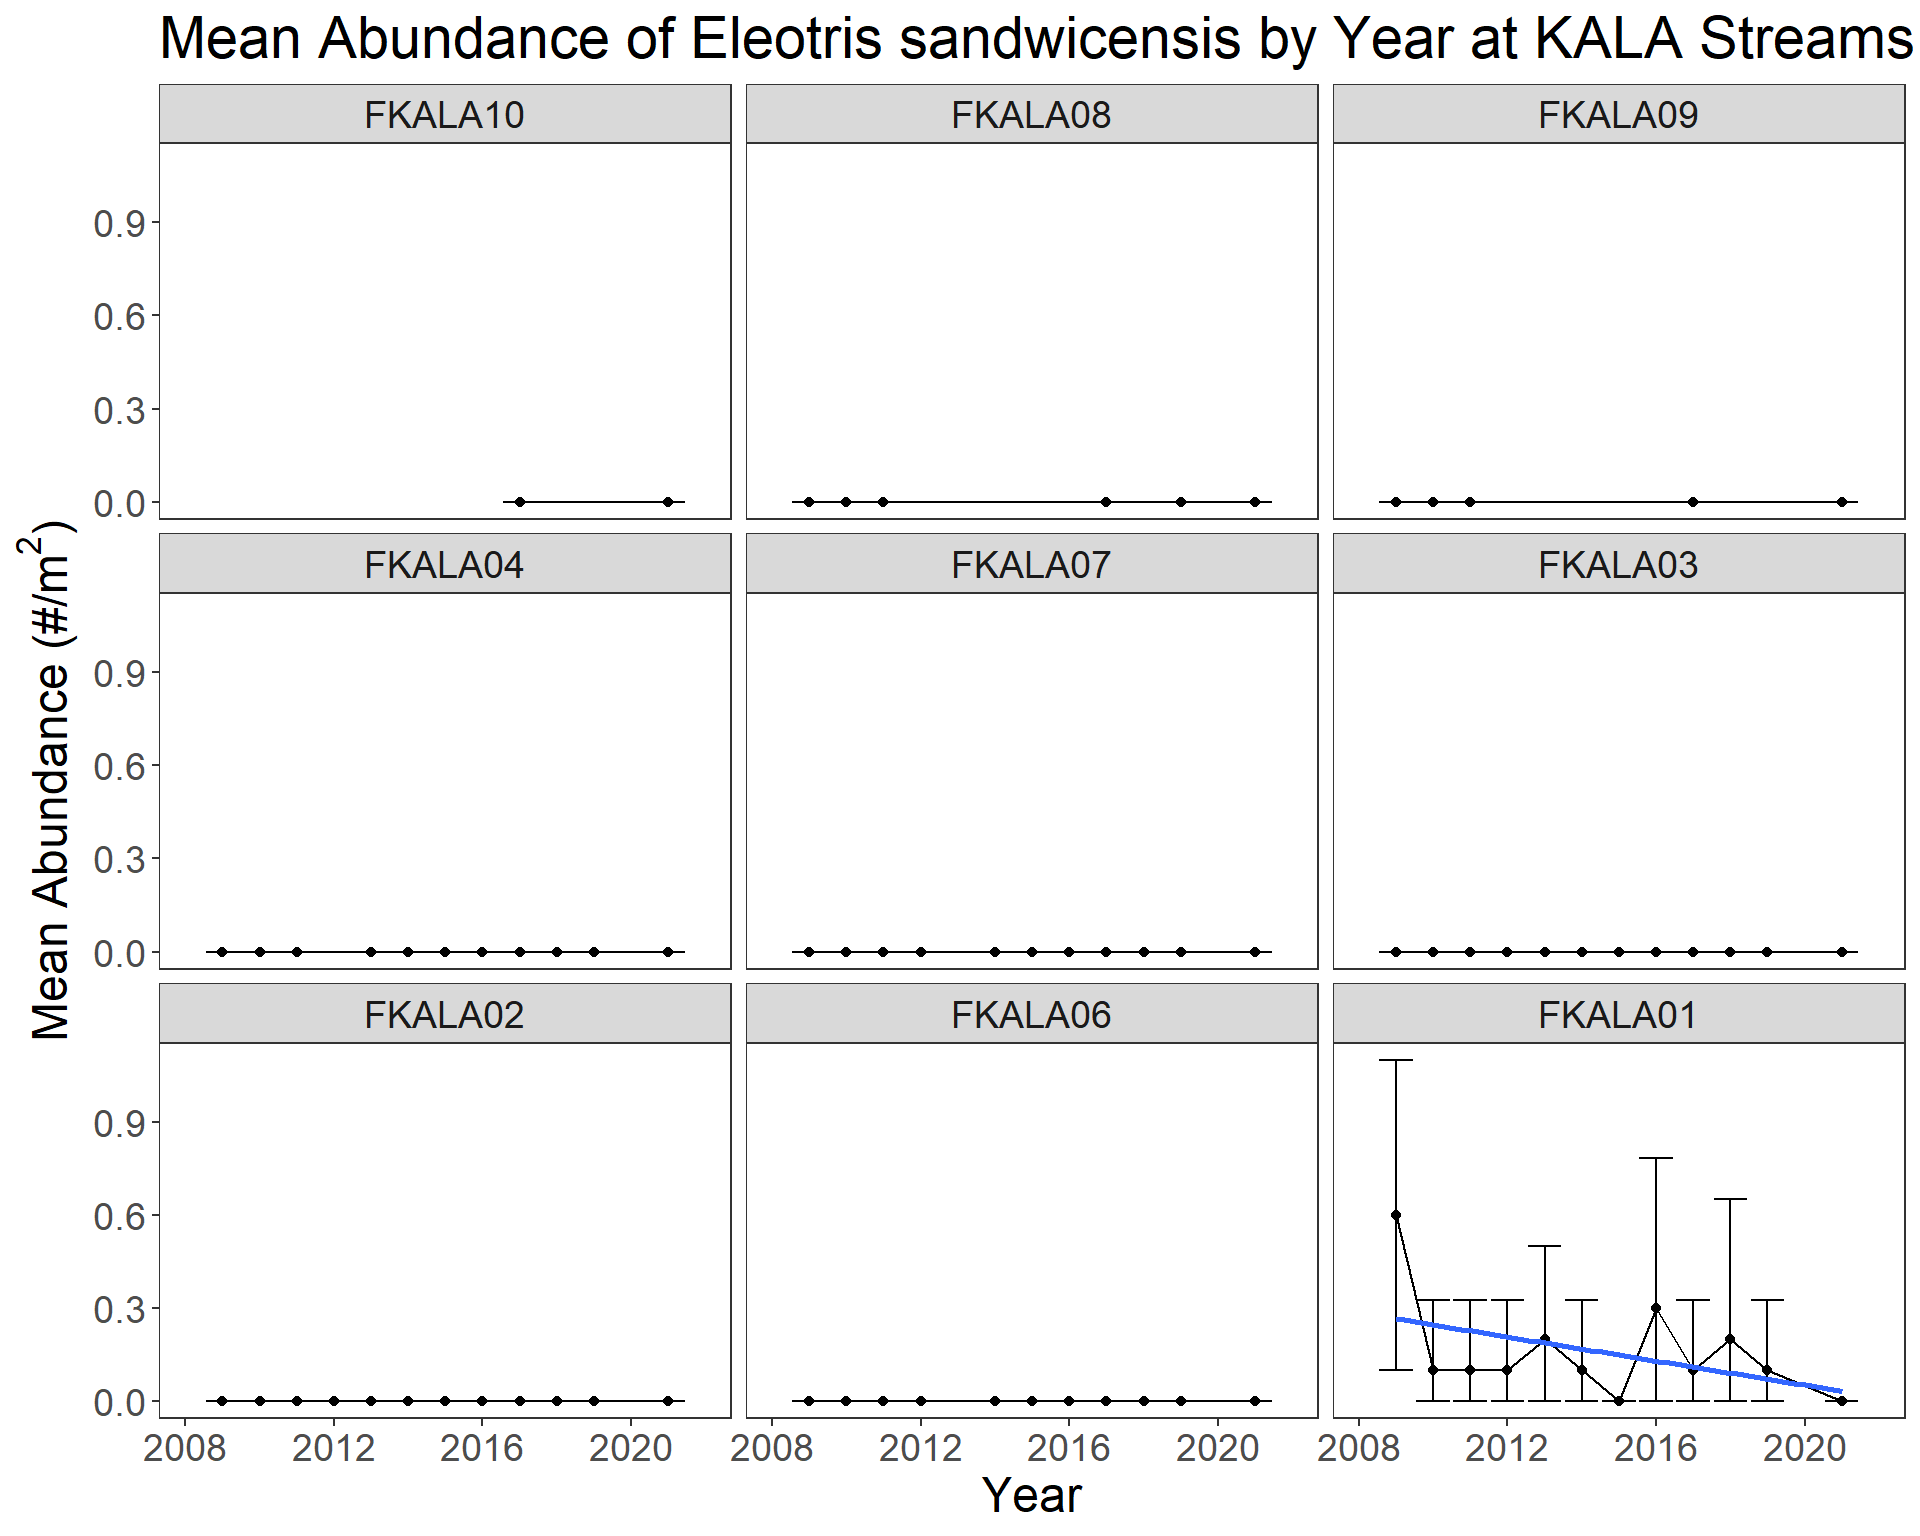 Mean Abundance of Eleotris sandwicensis by Year at KALA Streams
FKALA10 FKALA08 FKALA09
0.9
0.6
0.3
0.0
FKALA04 FKALA07 FKALA03
0.9
0.6
0.3
0.0
Mean Abundance (#/m²)
FKALA02 FKALA06 FKALA01
0.9
0.6
0.3
0.0
2008 2012 2016 2020 2008 2012 2016 2020 2008 2012 2016 2020
Year